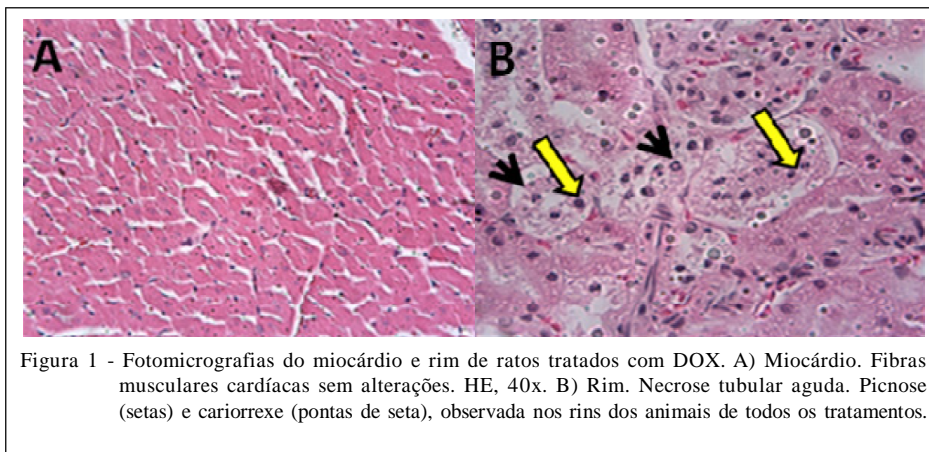 A
B
Figura 1 - Fotomicrografias do miocárdio e rim de ratos tratados com DOX. A) Miocárdio. Fibras
musculares cardíacas sem alterações. HE, 40x. B) Rim. Necrose tubular aguda. Picnose
(setas) e cariorrexe (pontas de seta), observada nos rins dos animais de todos os tratamentos.